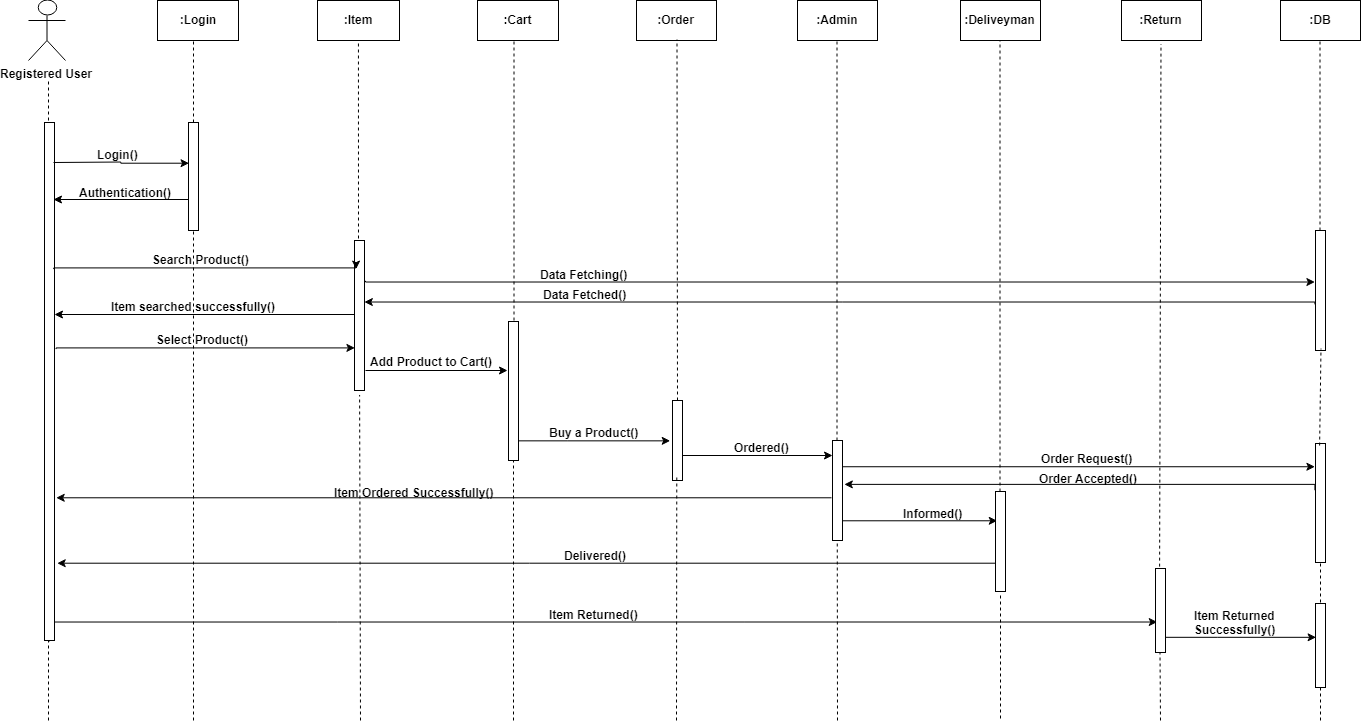 :Login
:Item
:Cart
:Order
:Admin
:Deliveyman
:Return
:DB
Registered User
Login()
Authentication()
Search Product()
Data Fetching()
Data Fetched()
Item searched successfully()
Select Product()
Add Product to Cart()
Buy a Product()
Ordered()
Order Request()
Order Accepted()
Item Ordered Successfully()
Informed()
Delivered()
Item Returned()
Item Returned
Successfully()